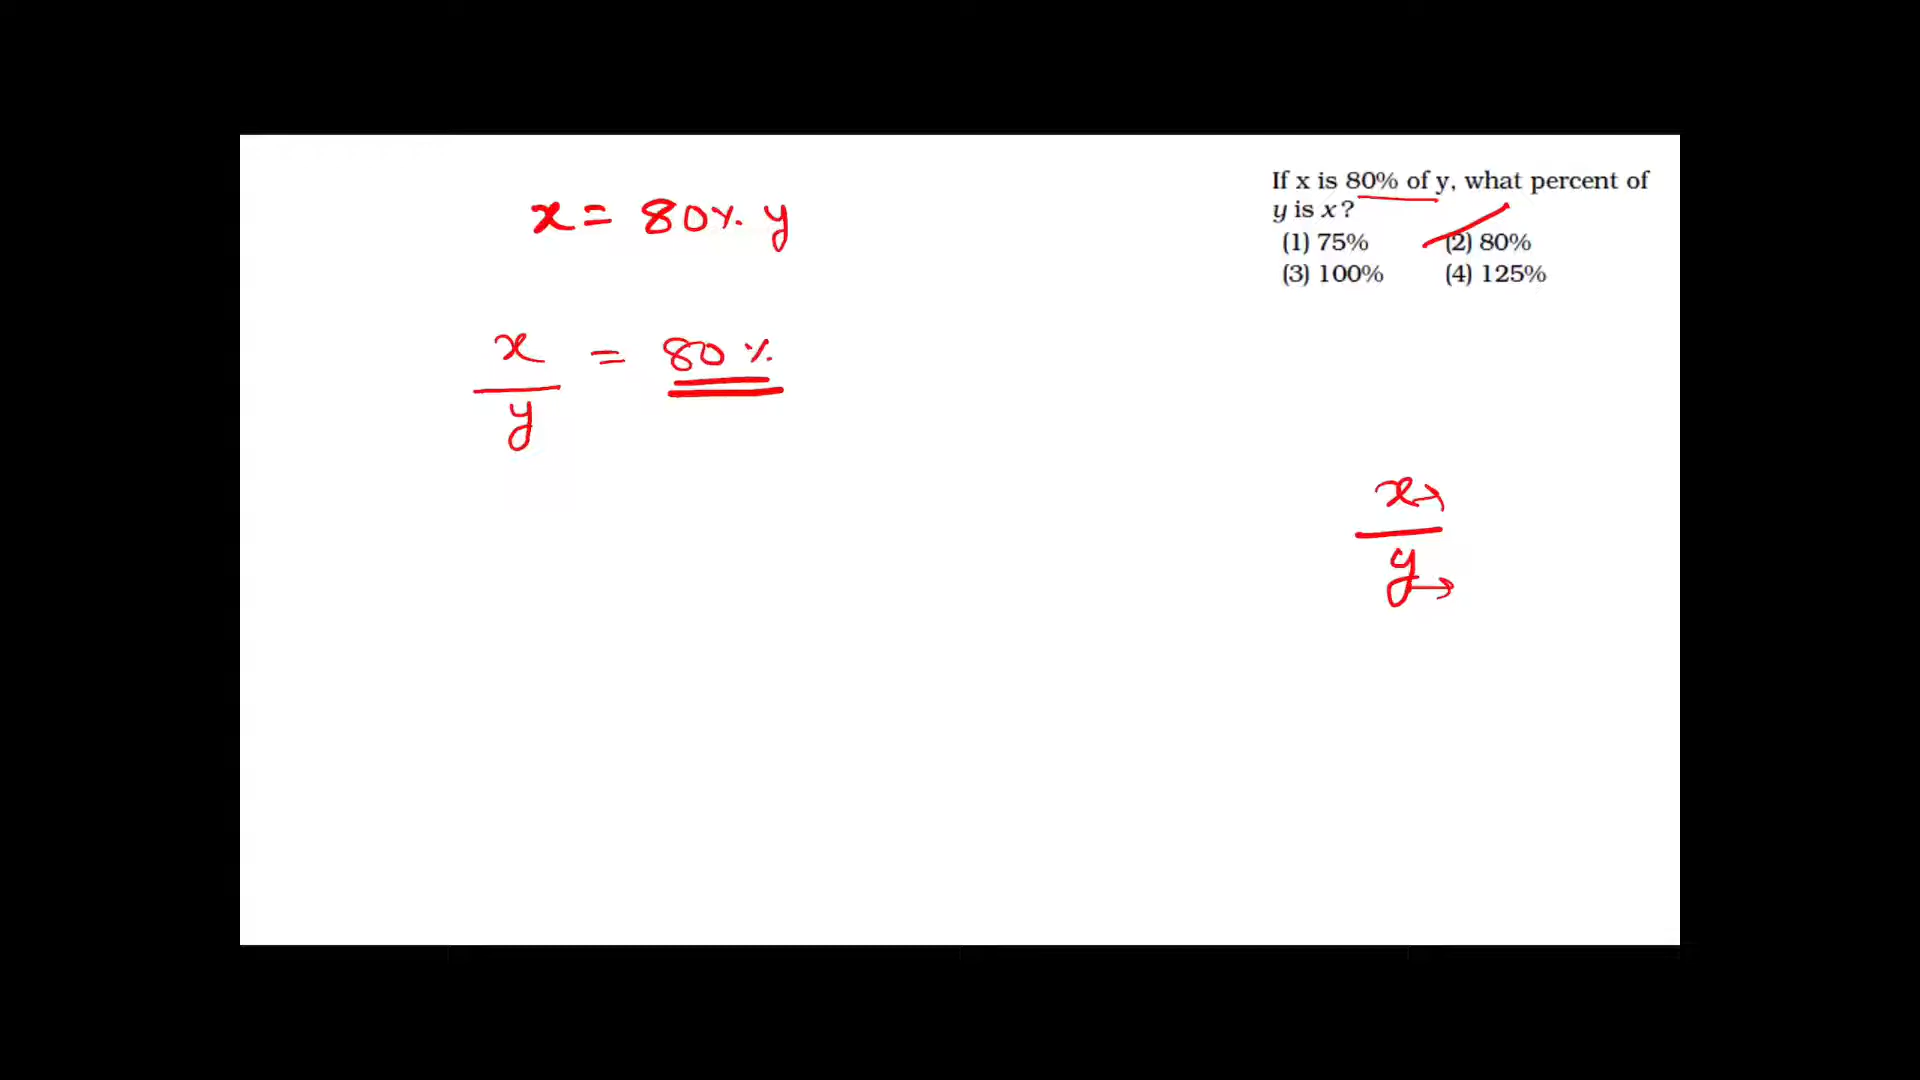 If x is 80% of y, what percent of
y is x?
(1) 75% (2) 80%
(3) 100% (4) 125%
x = 80% y
x
y
= 80%
x
y